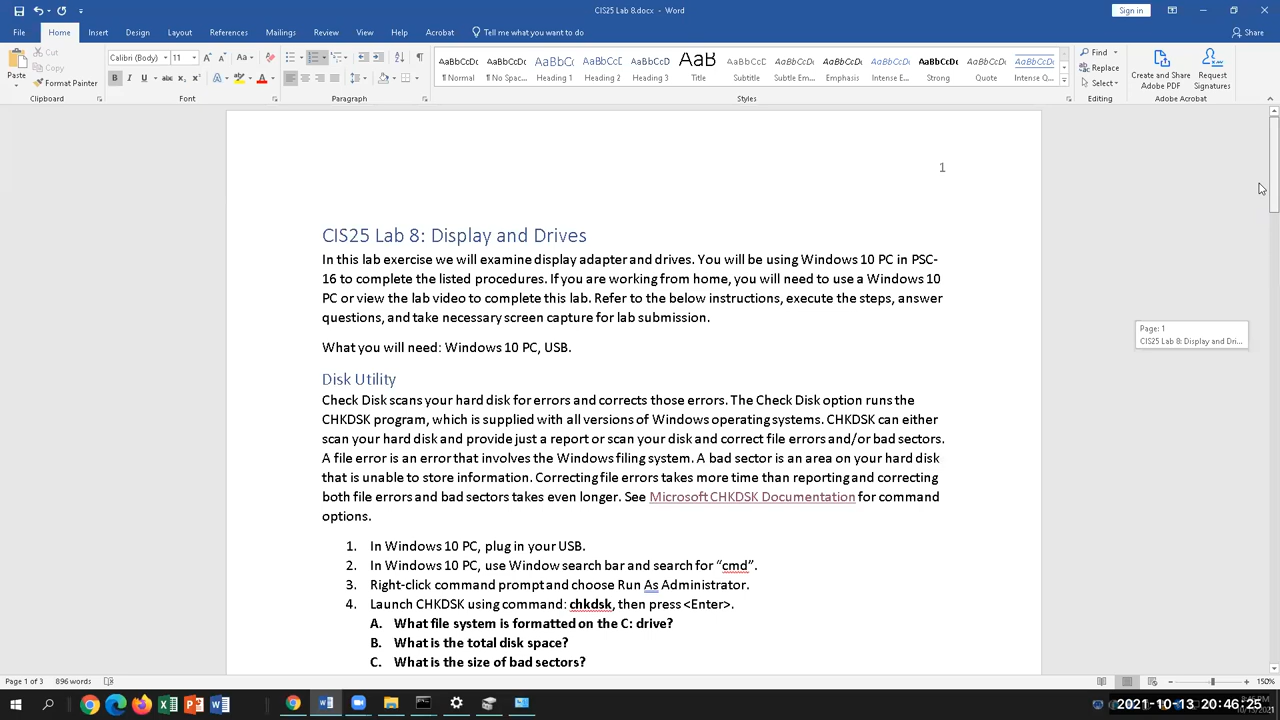 CIS25 Lab 8.docx - Word
Sign in
File Home Insert Draw Design Layout References Mailings Review View Help Acrobat Tell me what you want to do Share
Paste
Cut
Copy
Format Painter
Calibri (Body) 11
Clipboard Font Paragraph Styles Editing Adobe Acrobat
AaBbCcDc AaBbCcDc AaBbC( AaBbCc AaBbCcD AaB AaBbCcD AaBbCcDi AaBbCcDi AaBbCcDi AaBbCcDc AaBbCcDi AaBbCcDi
¶ Normal ¶ No Spac... Heading 1 Heading 2 Heading 3 Title Subtitle Subtle Em... Emphasis Intense E... Strong Quote Intense Q...
Find
Replace
Select
Create and Share Adobe PDF
Request Signatures
1
CIS25 Lab 8: Display and Drives
In this lab exercise we will examine display adapter and drives. You will be using Windows 10 PC in PSC-
16 to complete the listed procedures. If you are working from home, you will need to use a Windows 10
PC or view the lab video to complete this lab. Refer to the below instructions, execute the steps, answer
questions, and take necessary screen capture for lab submission.
What you will need: Windows 10 PC, USB.
Page: 1
CIS25 Lab 8: Display and Dri...
Disk Utility
Check Disk scans your hard disk for errors and corrects those errors. The Check Disk option runs the
CHKDSK program, which is supplied with all versions of Windows operating systems. CHKDSK can either
scan your hard disk and provide just a report or scan your disk and correct file errors and/or bad sectors.
A file error is an error that involves the Windows filing system. A bad sector is an area on your hard disk
that is unable to store information. Correcting file errors takes more time than reporting and correcting
both file errors and bad sectors takes even longer. See Microsoft CHKDSK Documentation for command
options.
1. In Windows 10 PC, plug in your USB.
2. In Windows 10 PC, use Window search bar and search for “cmd”.
3. Right-click command prompt and choose Run As Administrator.
4. Launch CHKDSK using command: chkdsk, then press <Enter>.
A. What file system is formatted on the C: drive?
B. What is the total disk space?
C. What is the size of bad sectors?
Page 1 of 3 896 words
150%
2021-10-13 20:46:25